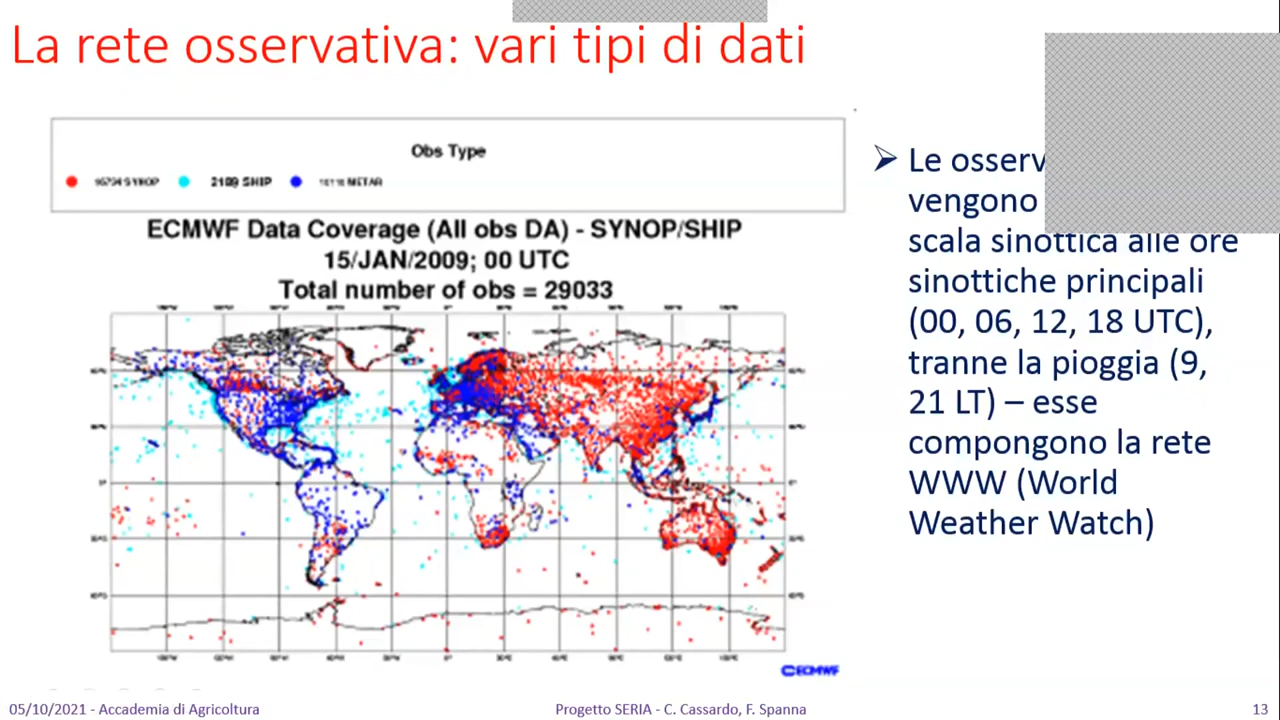 La rete osservativa: vari tipi di dati
Obs Type
SYNOP
2189 SHIP
METAR
ECMWF Data Coverage (All obs DA) - SYNOP/SHIP
15/JAN/2009; 00 UTC
Total number of obs = 29033
Le
vengono
scala sinottica alle ore
sinottiche principali
(00, 06, 12, 18 UTC),
tranne la pioggia (9,
21 LT) – esse
compongono la rete
WWW (World
Weather Watch)
ECMWF
05/10/2021 - Accademia di Agricoltura
Progetto SERIA - C. Cassardo, F. Spanna
13